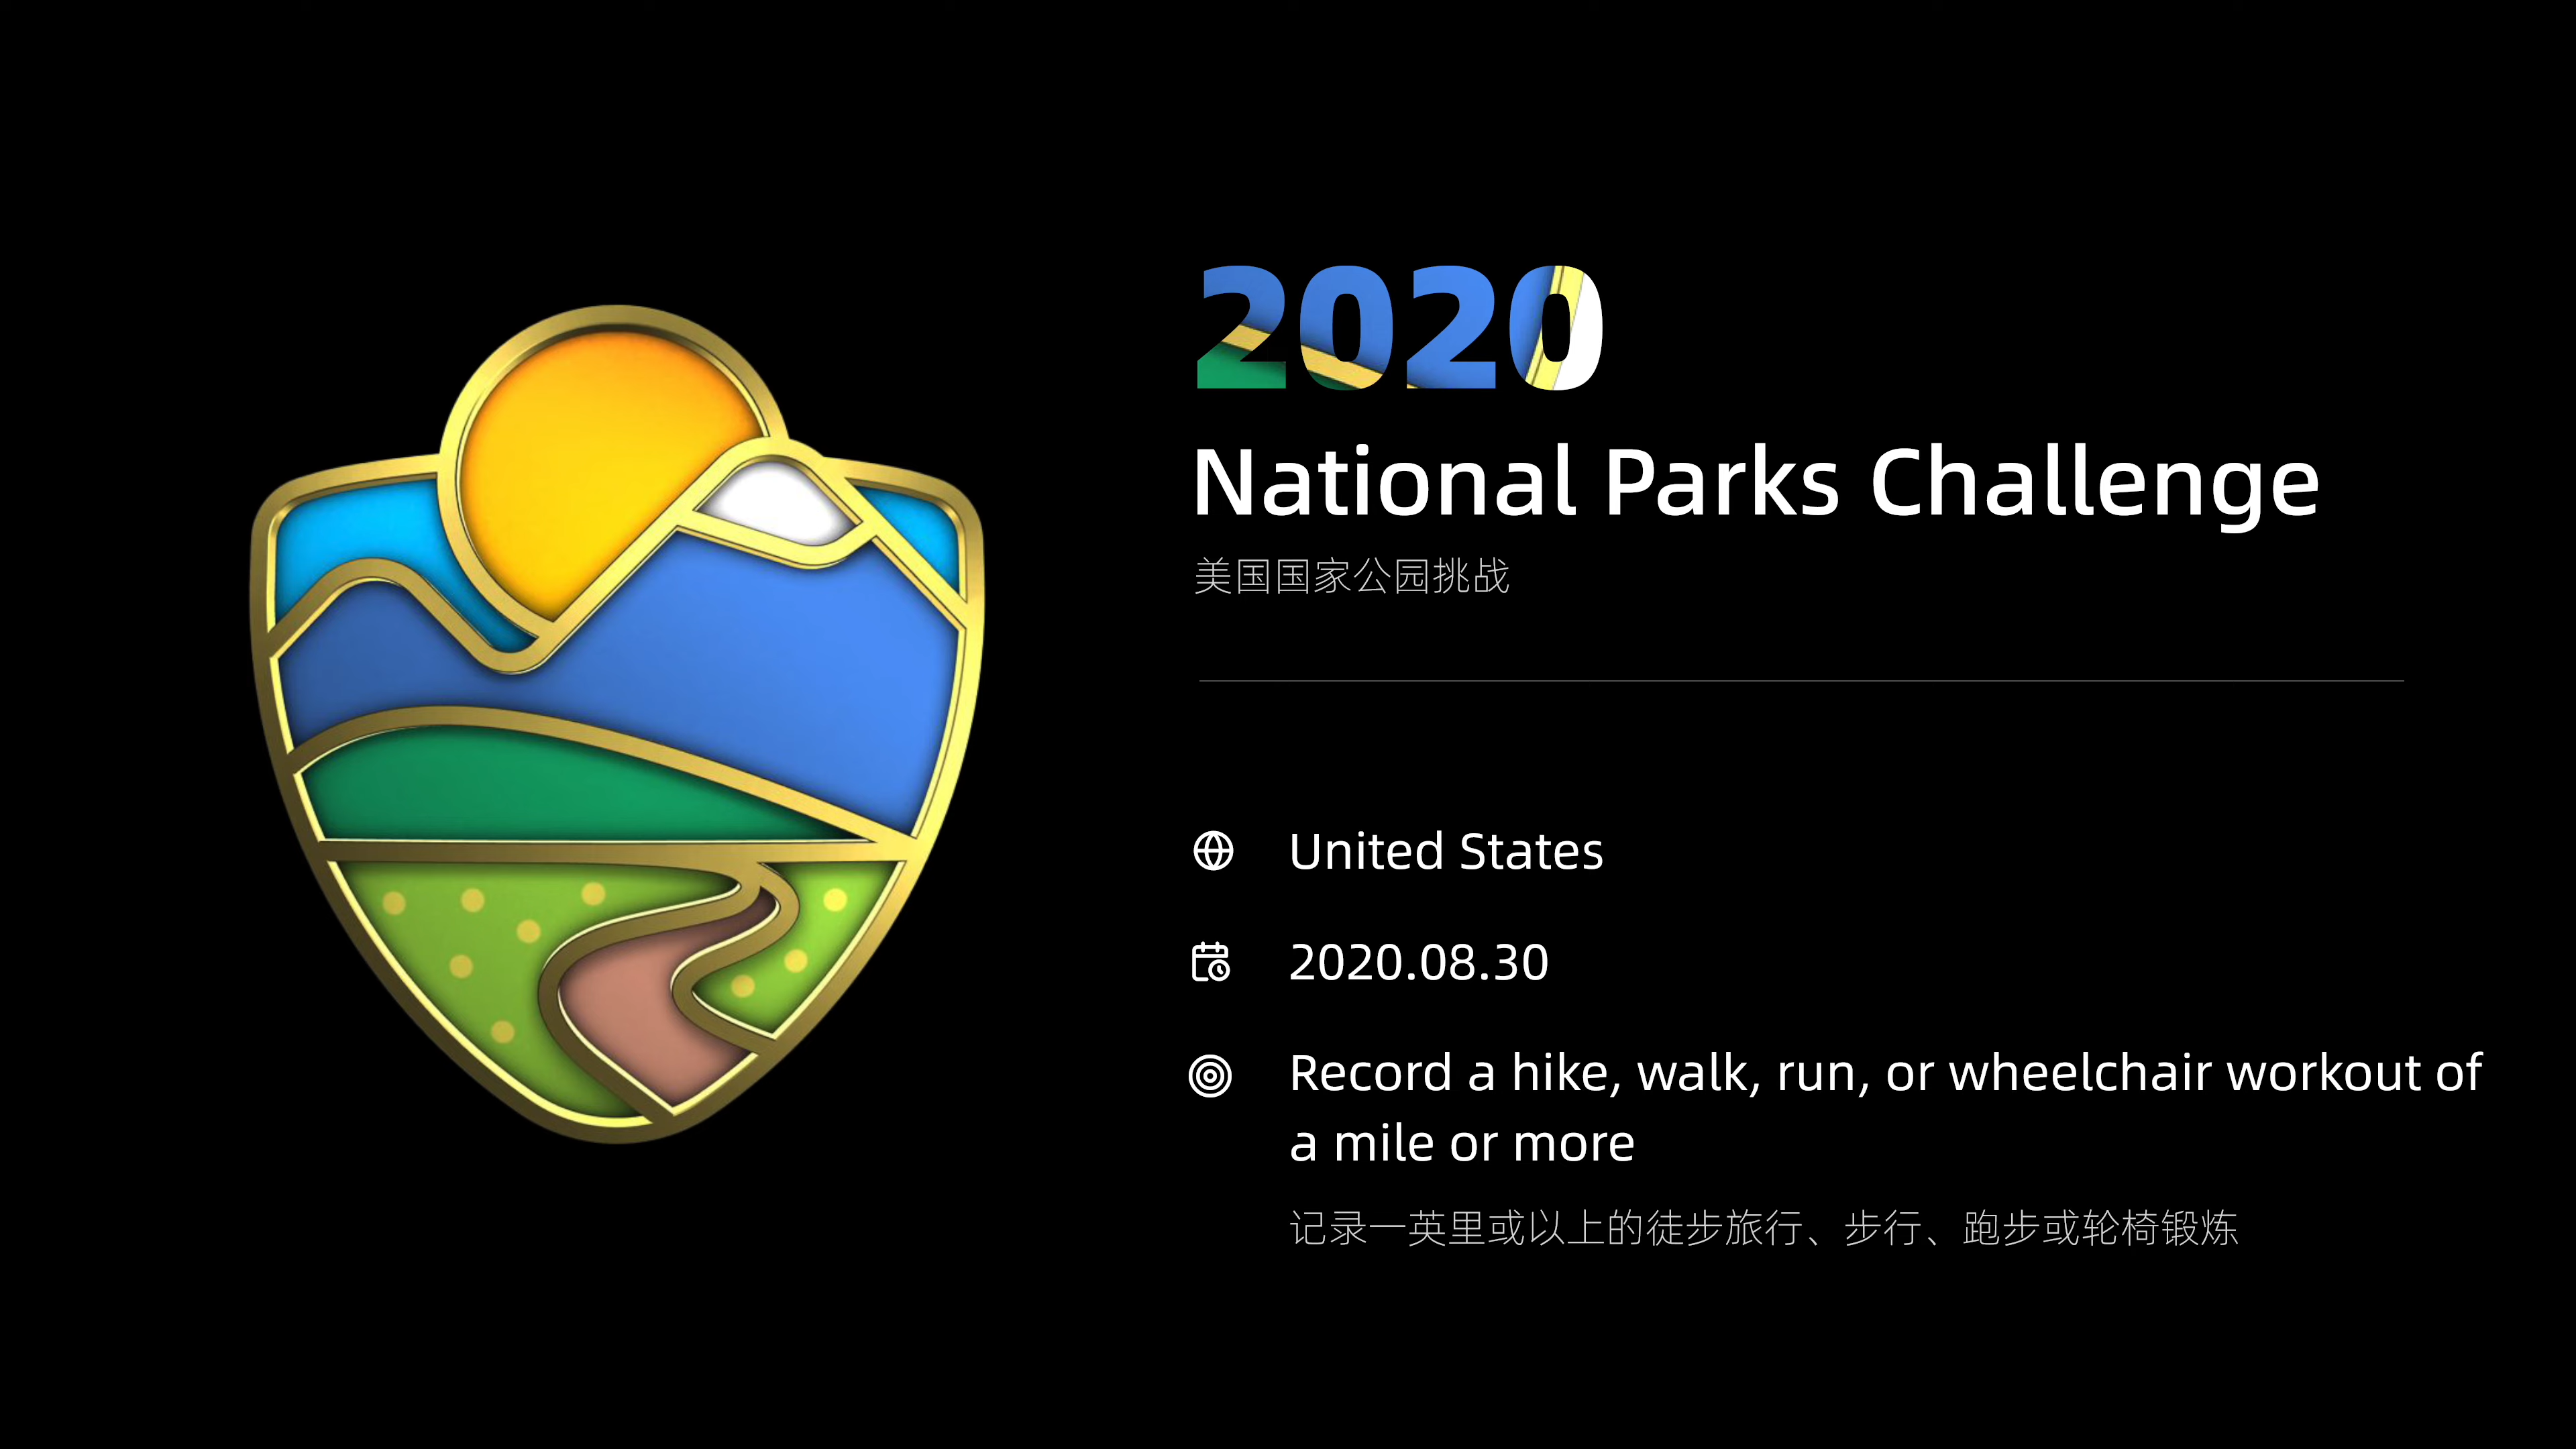 2020
National Parks Challenge
美国国家公园挑战
United States
2020.08.30
Record a hike, walk, run, or wheelchair workout of
a mile or more
记录一英里或以上的徒步旅行、步行、跑步或轮椅锻炼